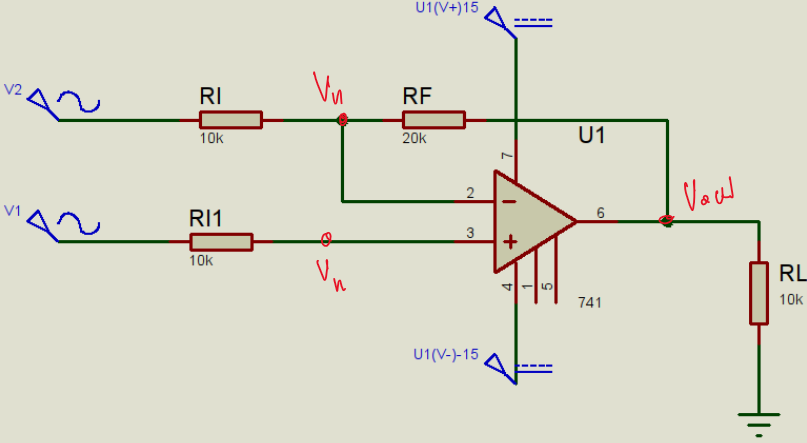 U1(V+)15
V2
RI
10k
Vn
RF
20k
U1
7
2
6
Vout
V1
RI1
10k
3
Vn
4
1
5
741
RL
10k
U1(V-)-15